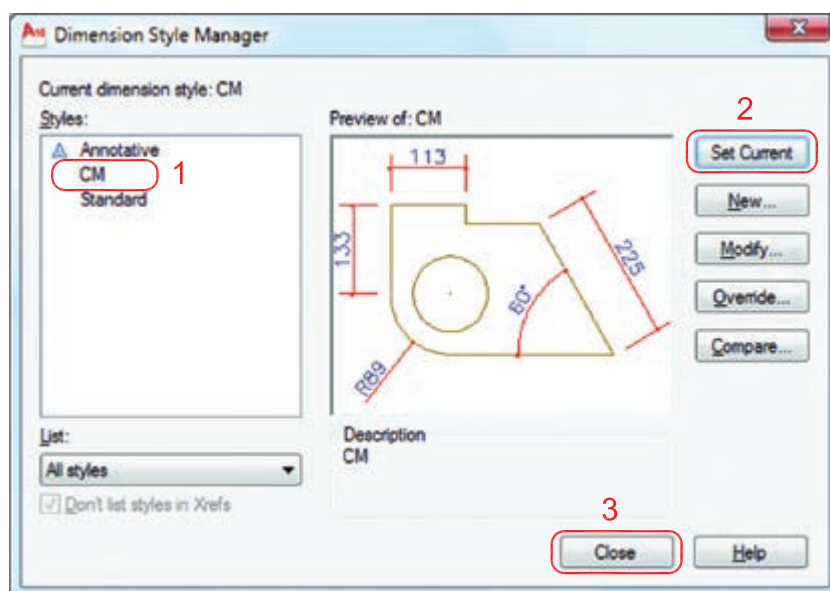 Dimension Style Manager
Current dimension style: CM
Styles:
Annotative
CM
Standard
1
Preview of: CM
113
133
225
60°
R89
2
Set Current
New...
Modify...
Override...
Compare...
List:
All styles
Don't list styles in Xrefs
Description
CM
3
Close
Help